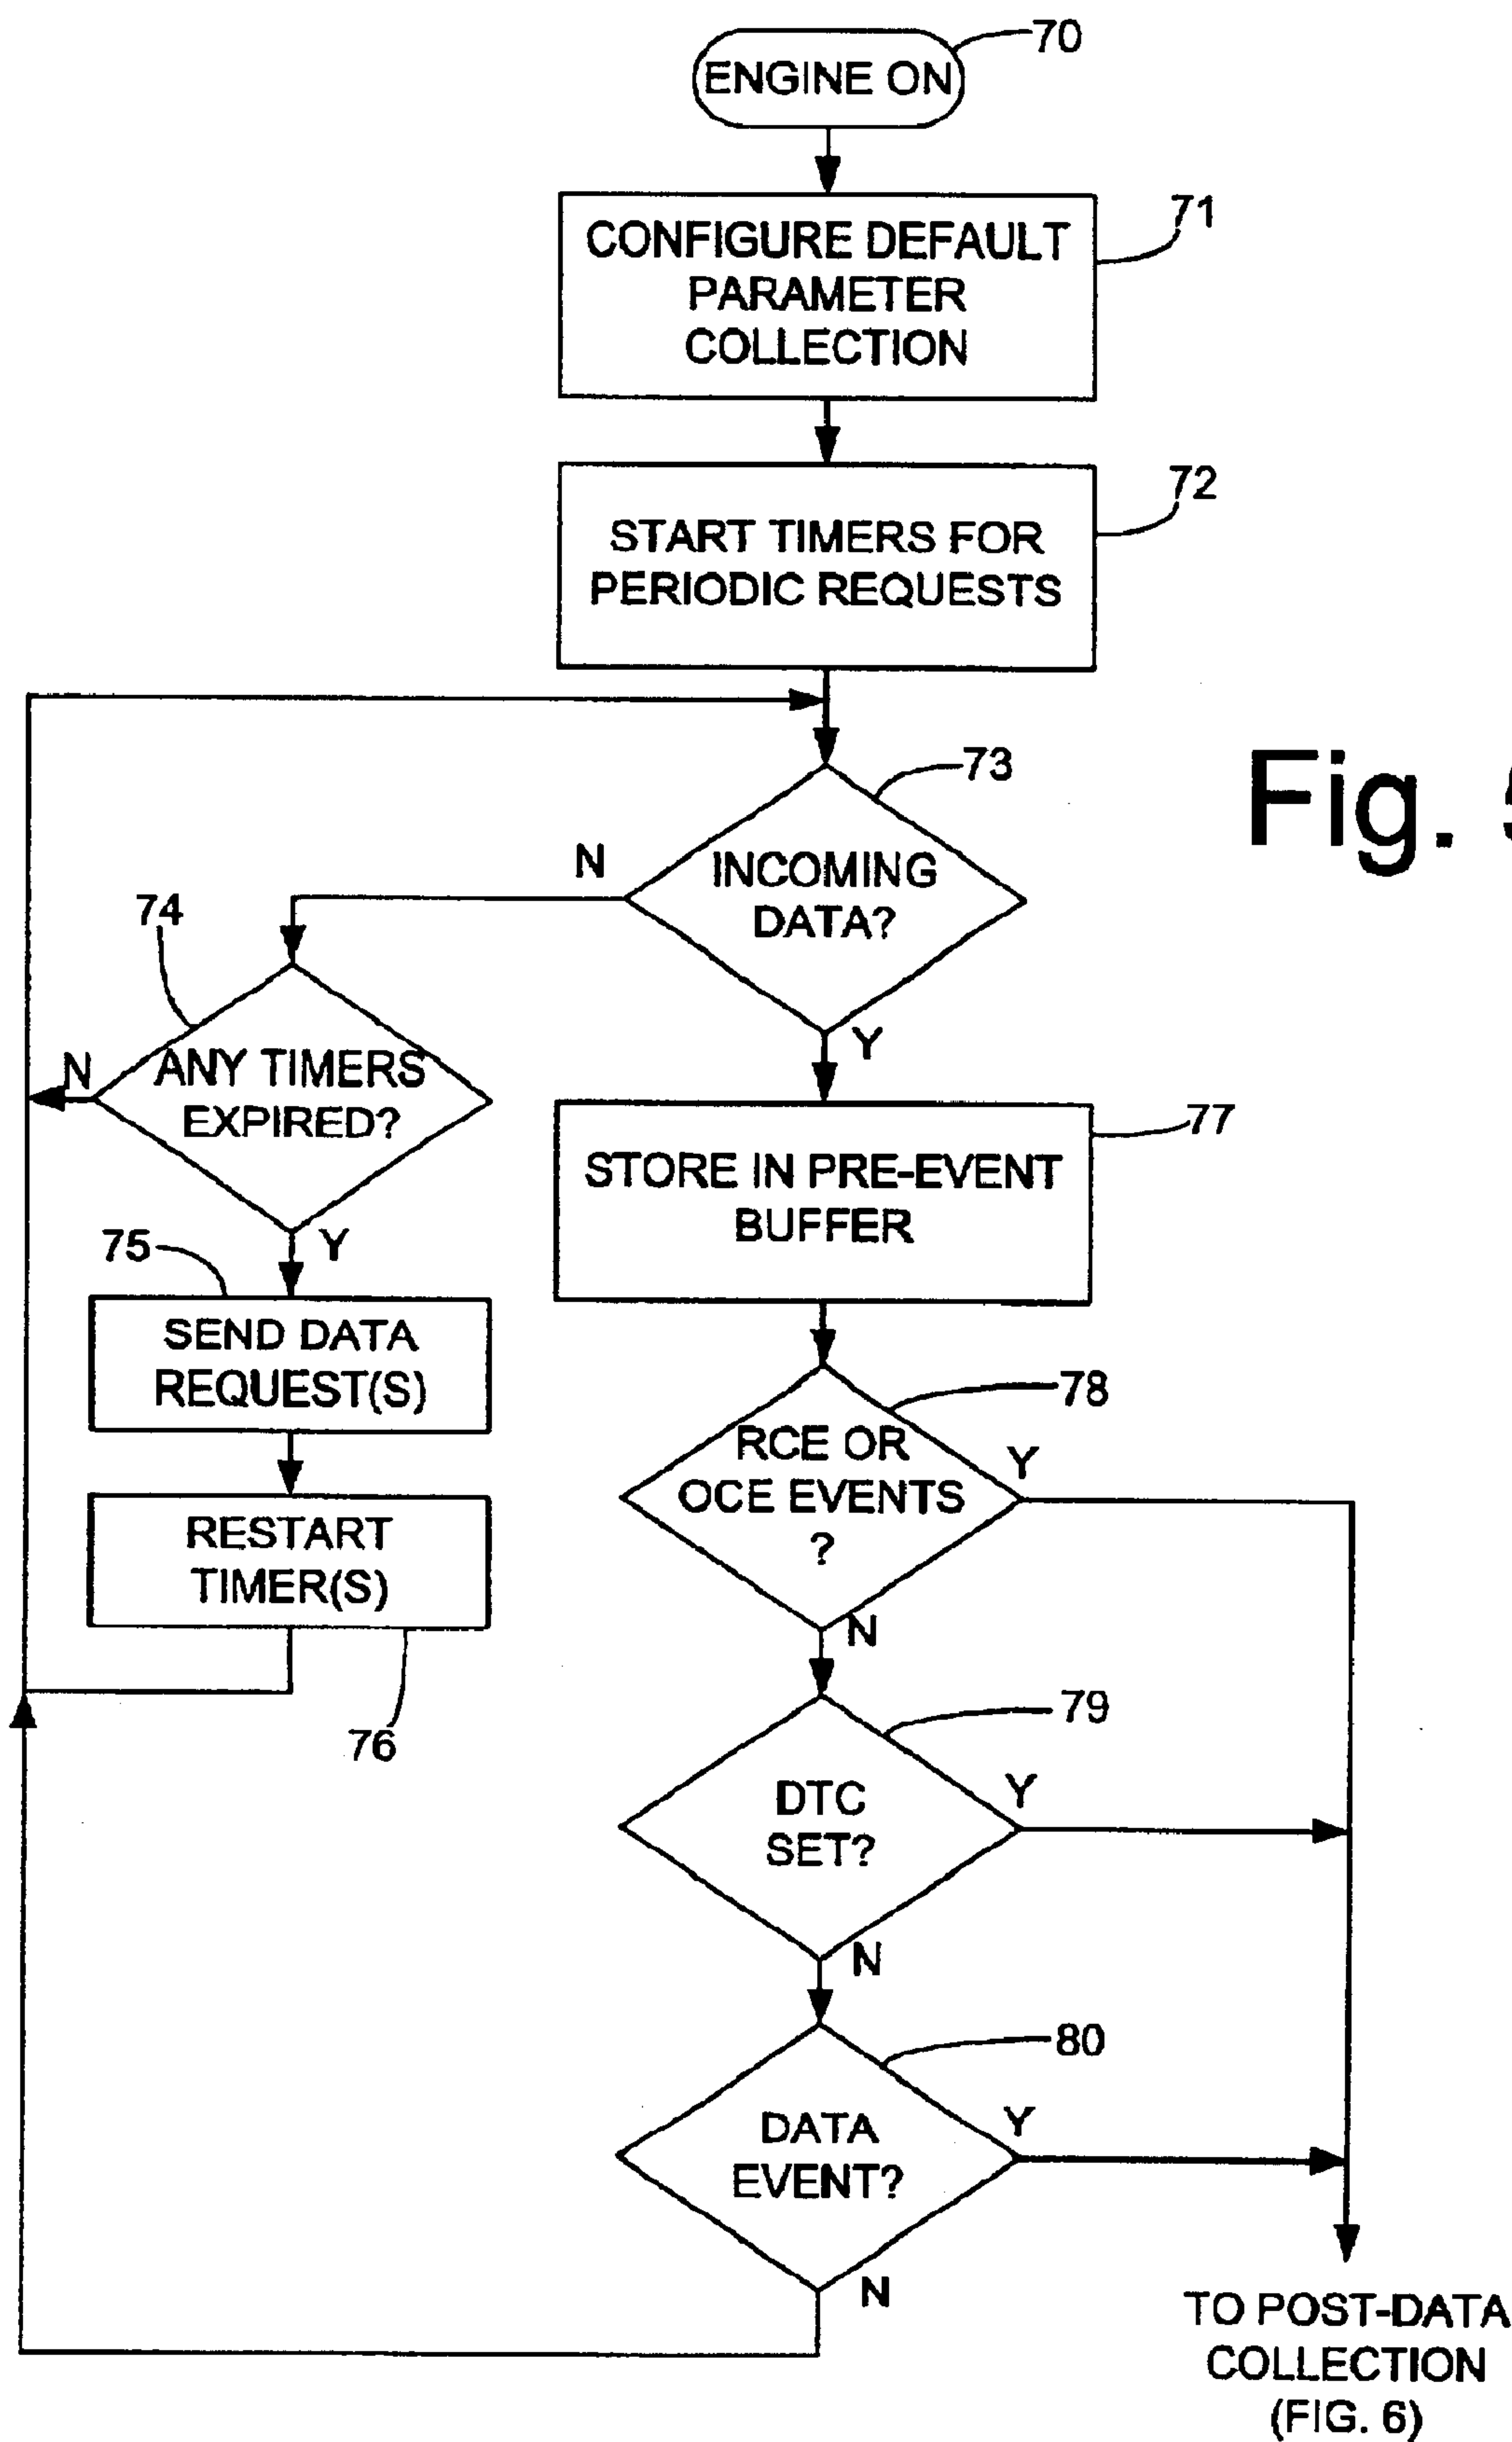 ENGINE ON
70
CONFIGURE DEFAULT
PARAMETER
COLLECTION
71
START TIMERS FOR
PERIODIC REQUESTS
72
Fig.
73
INCOMING
DATA?
N
Y
74
ANY TIMERS
EXPIRED?
N
Y
75
SEND DATA
REQUEST(S)
RESTART
TIMER(S)
76
77
STORE IN PRE-EVENT
BUFFER
78
RCE OR
OCE EVENTS
?
Y
N
79
DTC
SET?
Y
N
80
DATA
EVENT?
Y
N
TO POST-DATA
COLLECTION
(FIG. 6)